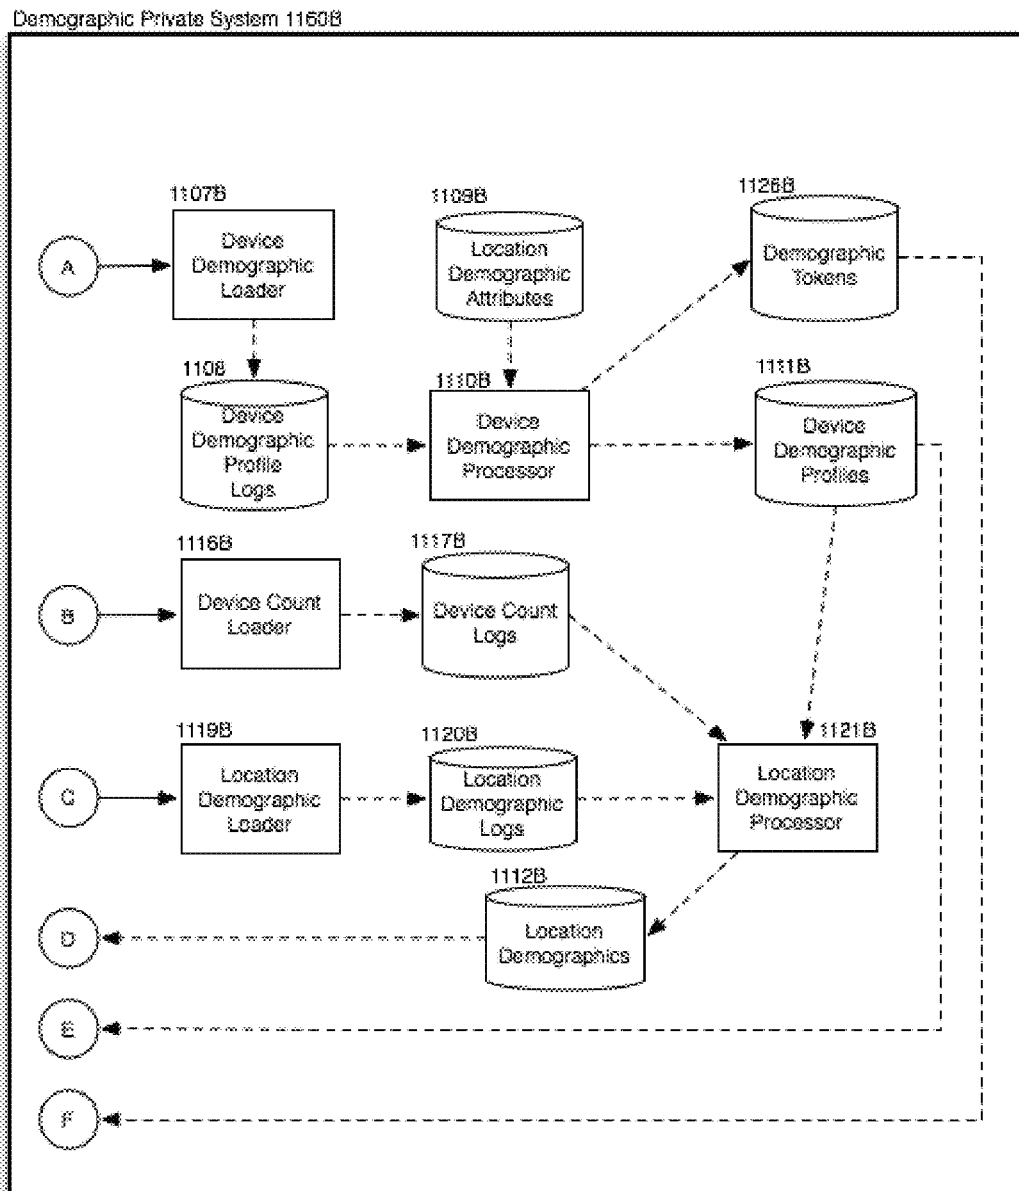 Demographic Private System 1160B
1107B
1109B
1126B
A
Device
Demographic
Loader
Location
Demographic
Attributes
Demographic
Tokens
1108
1110B
1111B
Device
Demographic
Profile
Logs
Device
Demographic
Processor
Device
Demographic
Profiles
1116B
1117B
B
Device Count
Loader
Device Count
Logs
1119B
1120B
1121B
C
Location
Demographic
Loader
Location
Demographic
Logs
Location
Demographic
Processor
1112B
D
Location
Demographics
E
F